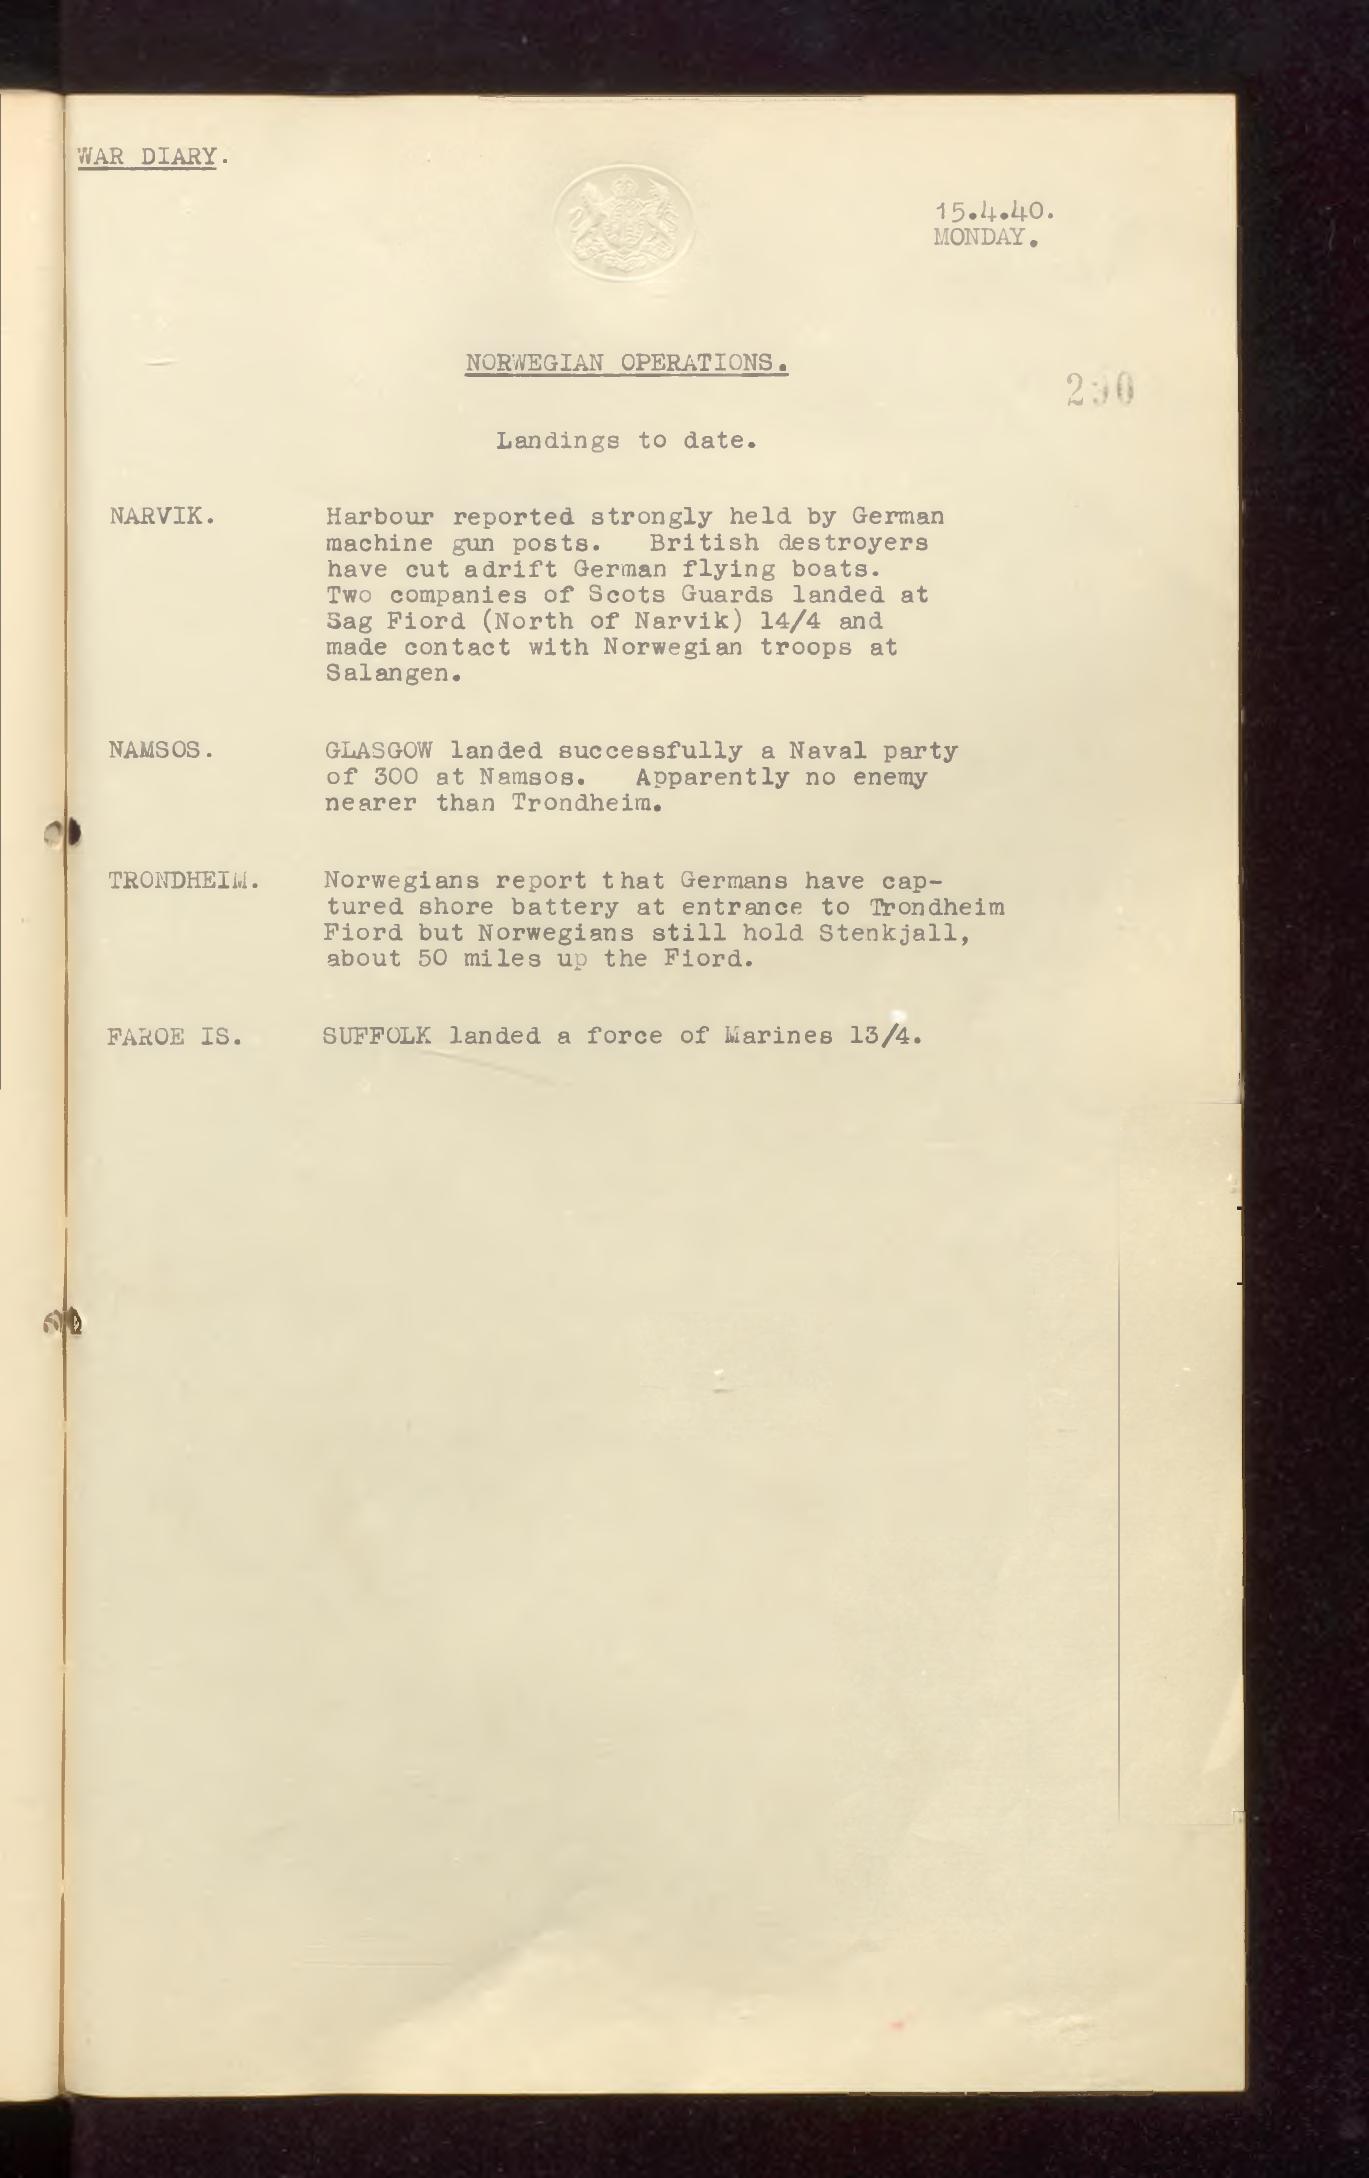 WAR DIARY.
15.4.40.
MONDAY.
NORWEGIAN OPERATIONS.
290
Landings to date.
NARVIK. Harbour reported strongly held by German
machine gun posts. British destroyers
have cut adrift German flying boats.
Two companies of Scots Guards landed at
Sag Fiord (North of Narvik) 14/4 and
made contact with Norwegian troops at
Salangen.
NAMSOS. GLASGOW landed successfully a Naval party
of 300 at Namsos. Apparently no enemy
nearer than Trondheim.
TRONDHEIM. Norwegians report that Germans have cap-
tured shore battery at entrance to Trondheim
Fiord but Norwegians still hold Stenkjall,
about 50 miles up the Fiord.
FAROE IS. SUFFOLK landed a force of Marines 13/4.